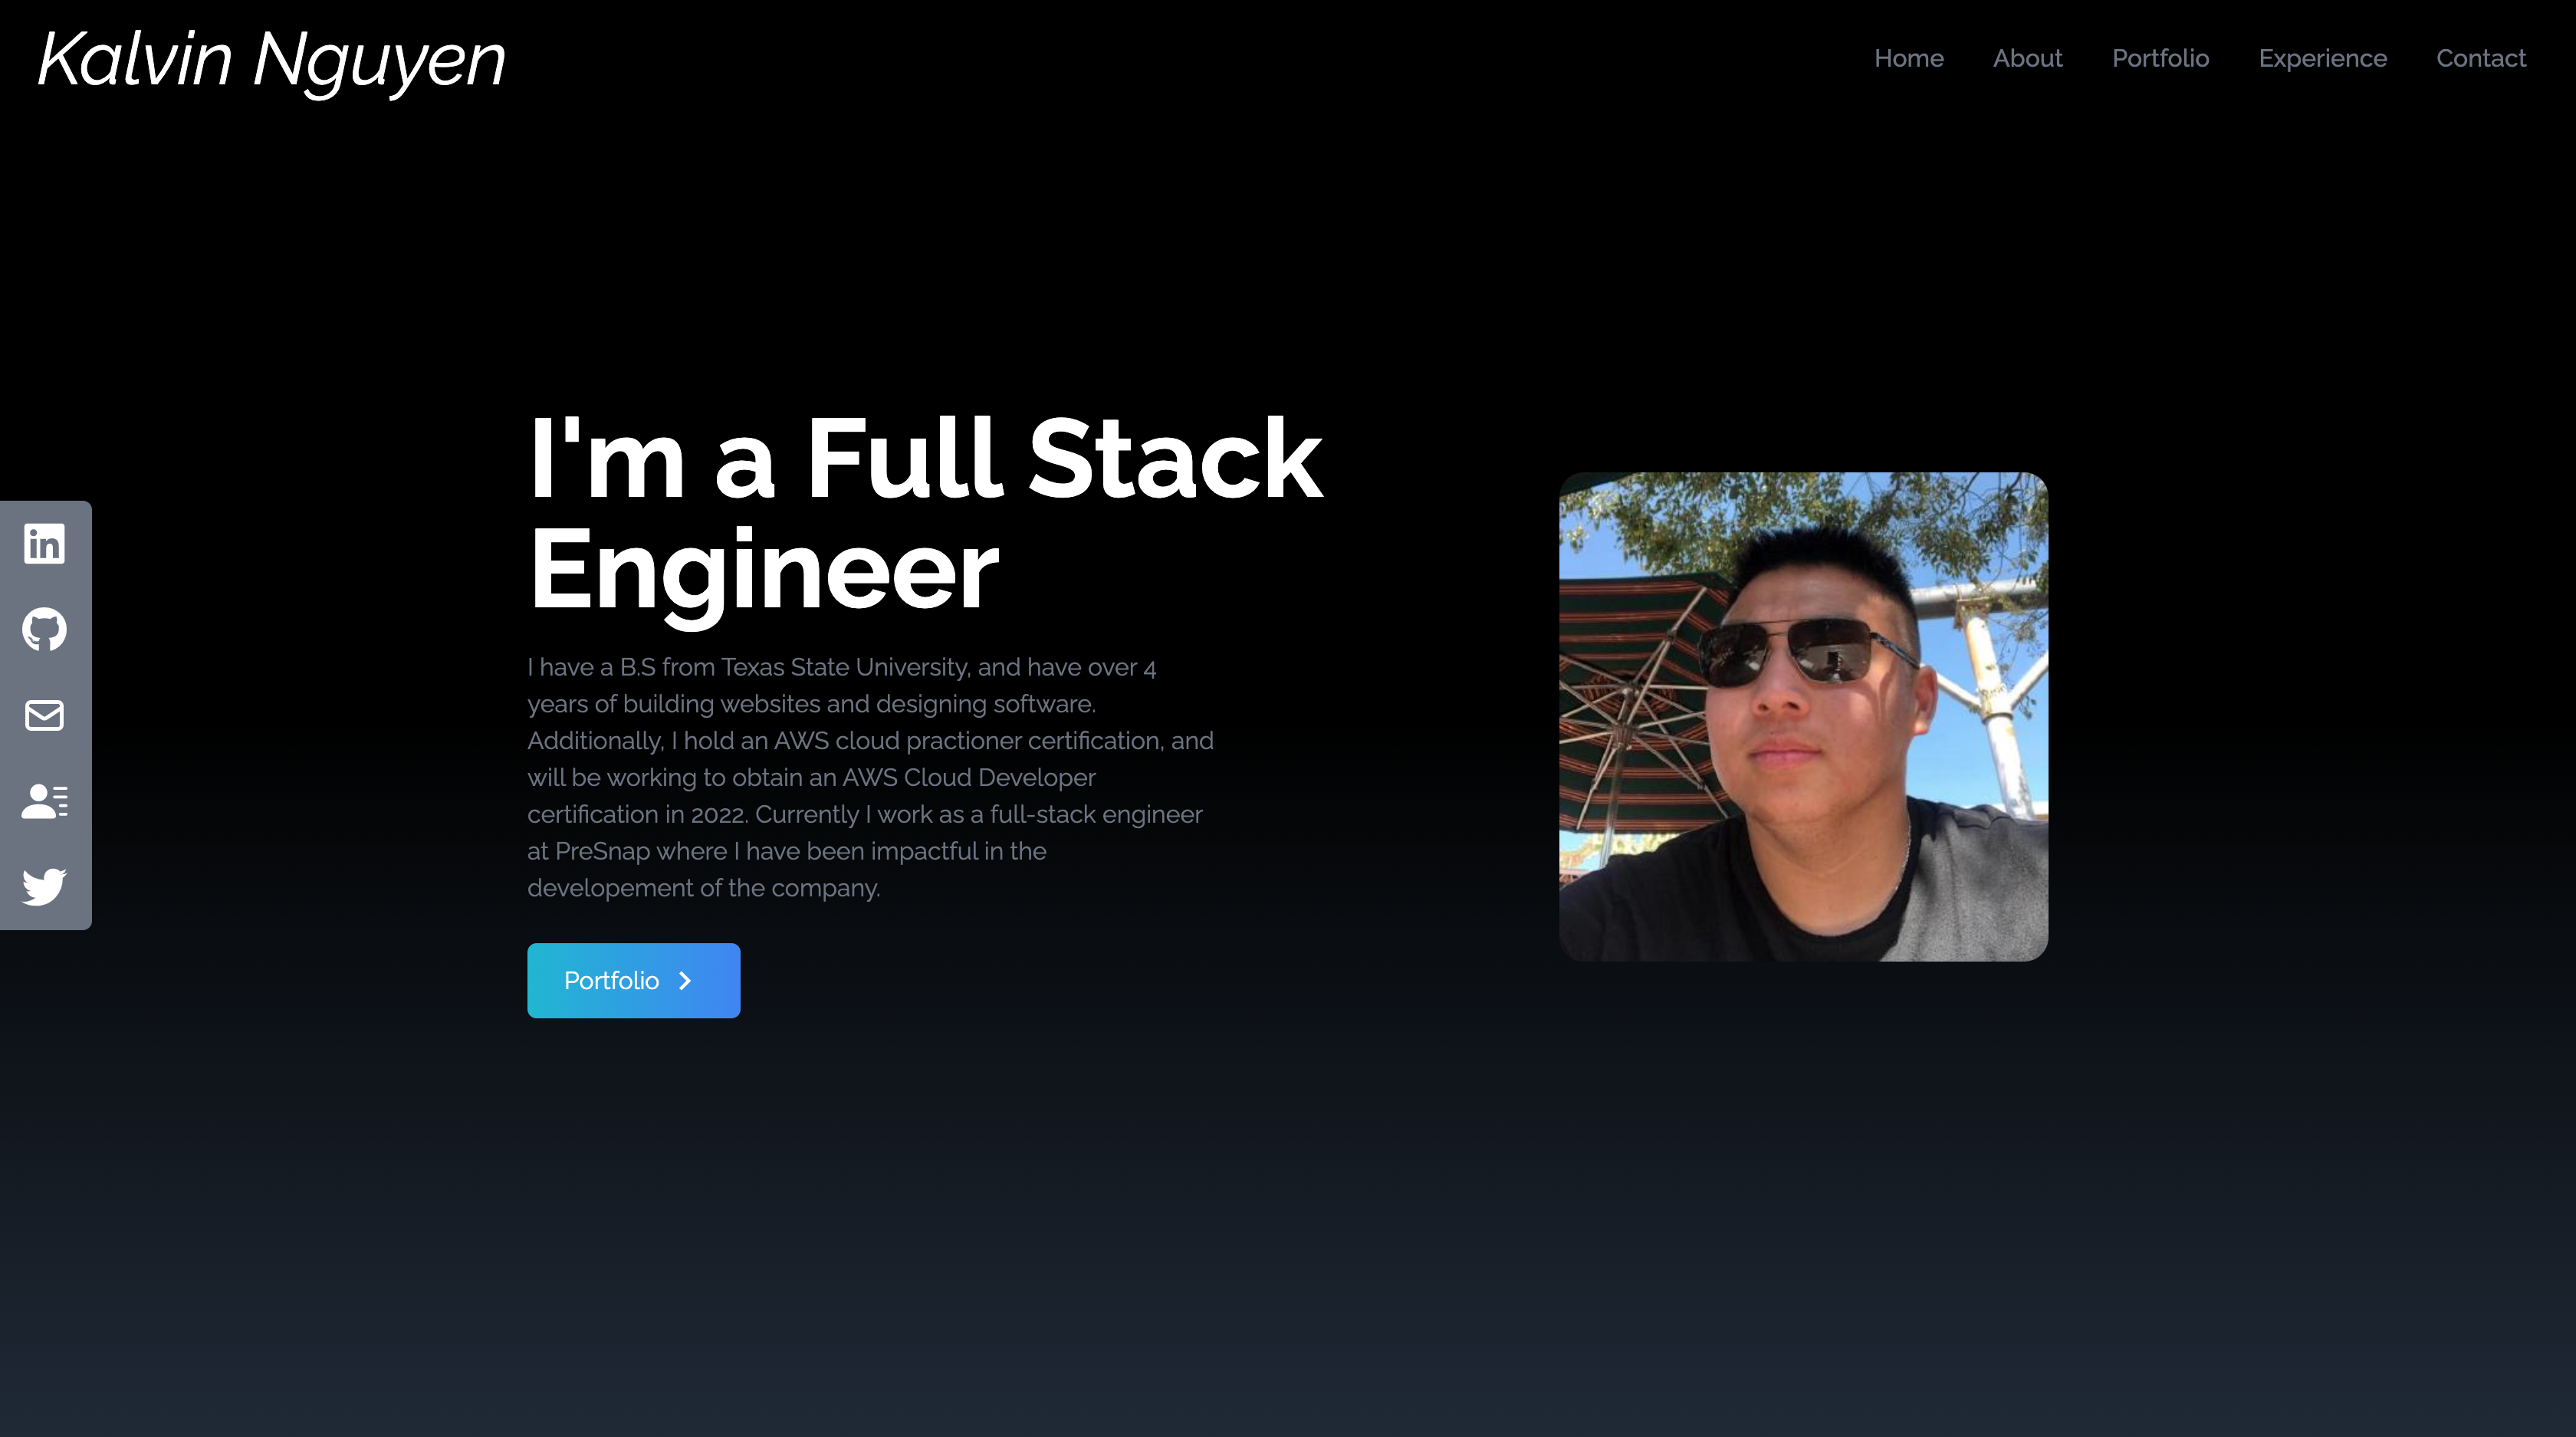 Kalvin Nguyen
Home About Portfolio Experience Contact
I'm a Full Stack
Engineer
I have a B.S from Texas State University, and have over 4
years of building websites and designing software.
Additionally, I hold an AWS cloud practioner certification, and
will be working to obtain an AWS Cloud Developer
certification in 2022. Currently I work as a full-stack engineer
at PreSnap where I have been impactful in the
developement of the company.
Portfolio
in